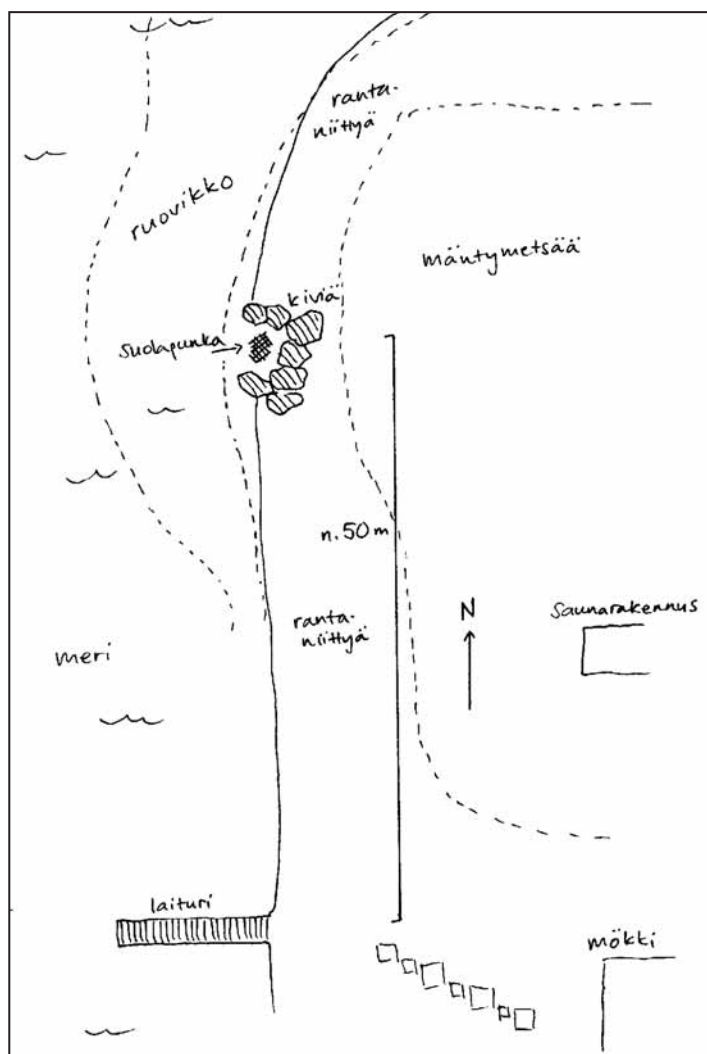 ranta-
niittyä
ruovikko
mäntymetsää
kiviä
suolapunka
n. 50 m
N
Saunarakennus
ranta-
niittyä
meri
laituri
mökki